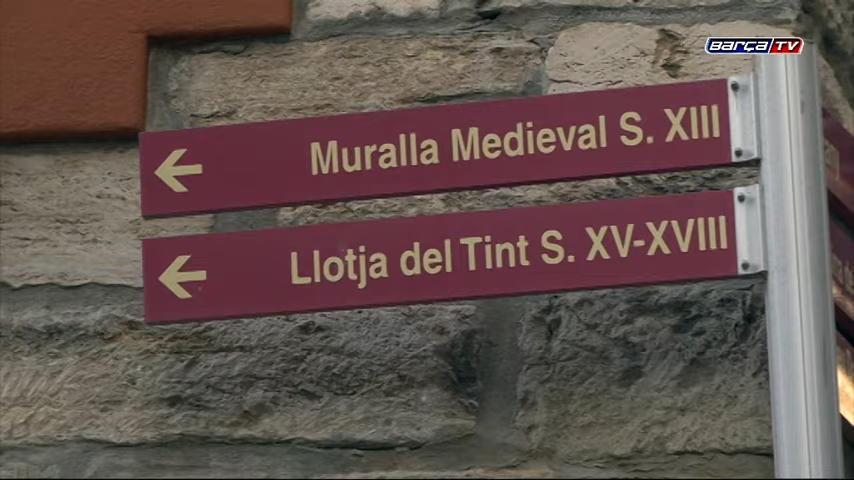 BARÇA TV
Muralla Medieval S. XIII
Llotja del Tint S. XV-XVIII